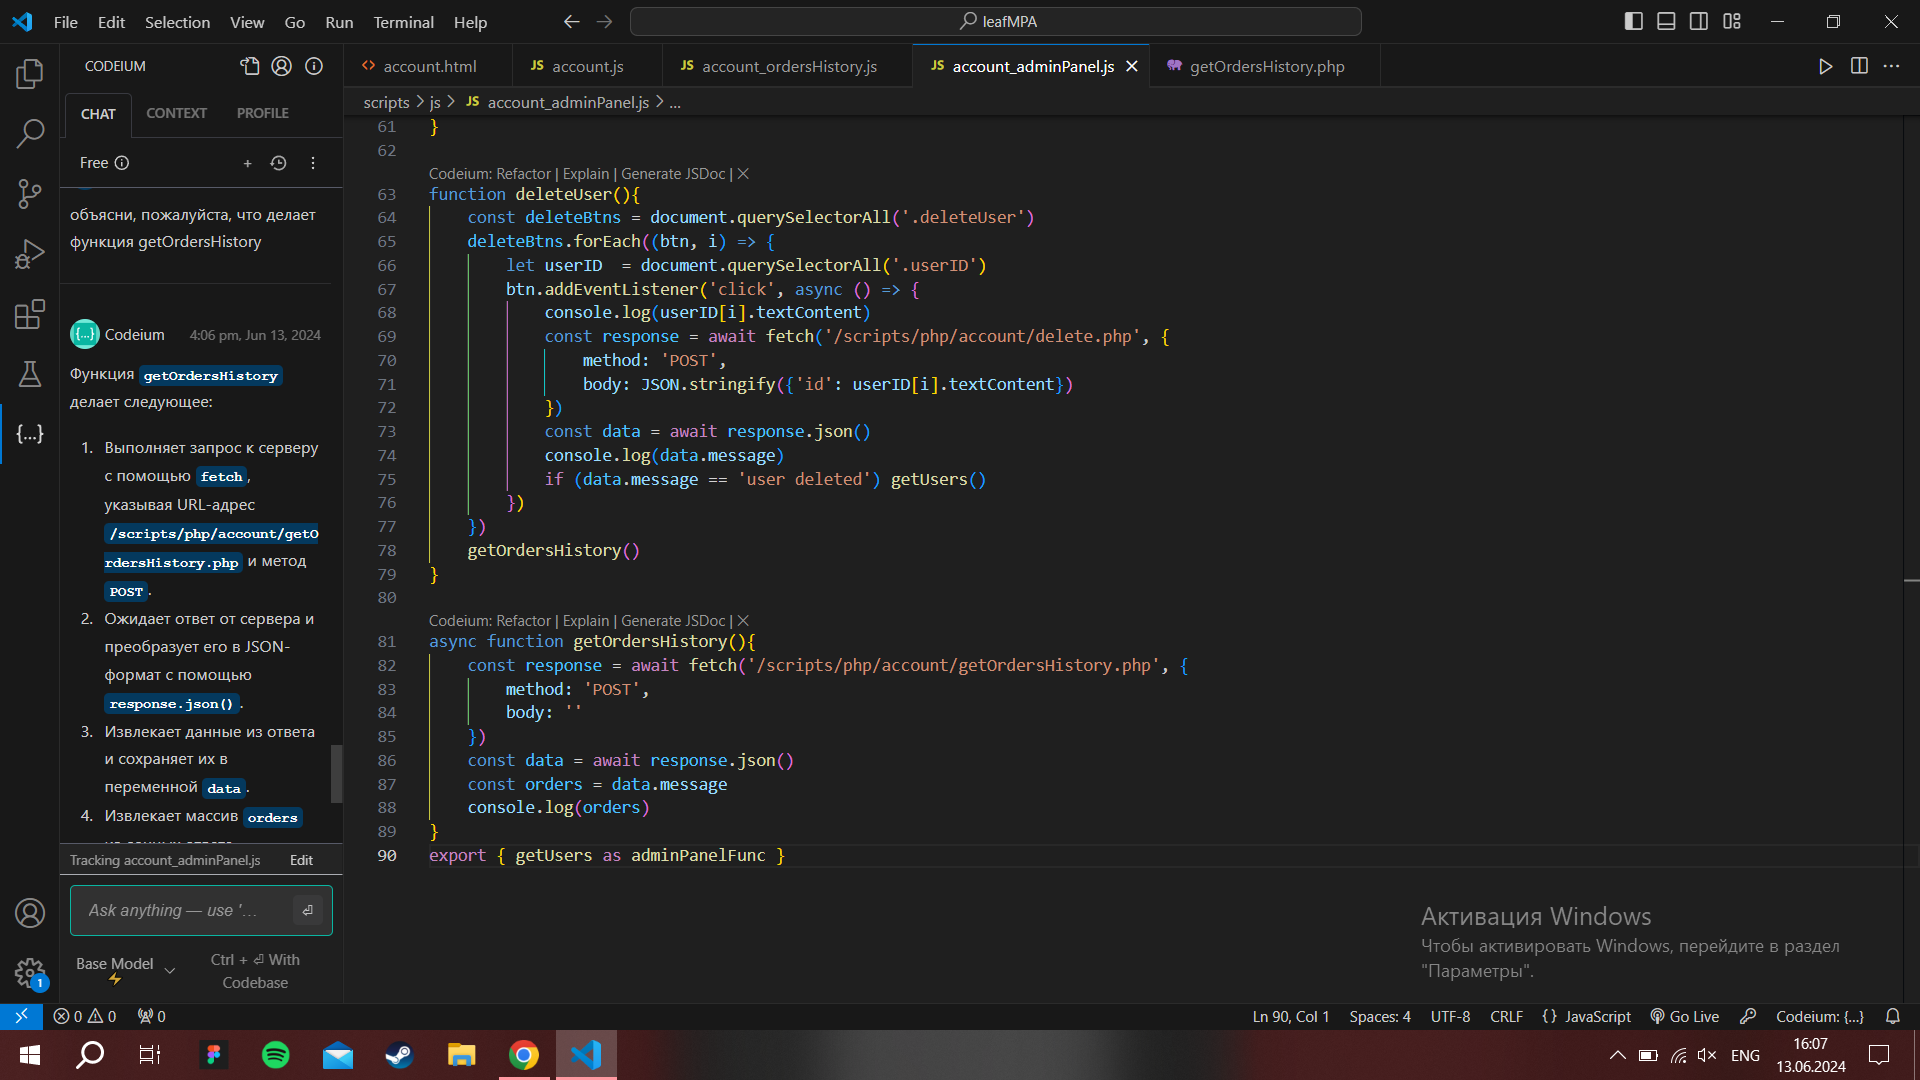 File Edit Selection View Go Run Terminal Help
leafMPA
CODEIUM
CHAT CONTEXT PROFILE
Free
объясни, пожалуйста, что делает
функция getOrdersHistory
Codeium 4:06 pm, Jun 13, 2024
Функция getOrdersHistory
делает следующее:
1. Выполняет запрос к серверу
с помощью fetch,
указывая URL-адрес
/scripts/php/account/getO
rdersHistory.php и метод
POST.
2. Ожидает ответ от сервера и
преобразует его в JSON-
формат с помощью
response.json().
3. Извлекает данные из ответа
и сохраняет их в
переменной data.
4. Извлекает массив orders
Tracking account_adminPanel.js Edit
Ask anything — use '...
Base Model
Ctrl + ⏎ With
Codebase
account.html JS account.js JS account_ordersHistory.js JS account_adminPanel.js getOrdersHistory.php
scripts > js > JS account_adminPanel.js > ...
61 }
62
Codeium: Refactor | Explain | Generate JSDoc | ✕
63 function deleteUser(){
64 const deleteBtns = document.querySelectorAll('.deleteUser')
65 deleteBtns.forEach((btn, i) => {
66 let userID  = document.querySelectorAll('.userID')
67 btn.addEventListener('click', async () => {
68 console.log(userID[i].textContent)
69 const response = await fetch('/scripts/php/account/delete.php', {
70 method: 'POST',
71 body: JSON.stringify({'id': userID[i].textContent})
72 })
73 const data = await response.json()
74 console.log(data.message)
75 if (data.message == 'user deleted') getUsers()
76 })
77 })
78 getOrdersHistory()
79 }
80
Codeium: Refactor | Explain | Generate JSDoc | ✕
81 async function getOrdersHistory(){
82 const response = await fetch('/scripts/php/account/getOrdersHistory.php', {
83 method: 'POST',
84 body: ''
85 })
86 const data = await response.json()
87 const orders = data.message
88 console.log(orders)
89 }
90 export { getUsers as adminPanelFunc }
Активация Windows
Чтобы активировать Windows, перейдите в раздел
"Параметры".
1
0 0 0
Ln 90, Col 1 Spaces: 4 UTF-8 CRLF {} JavaScript Go Live Codeium: {...}
ENG
16:07
13.06.2024